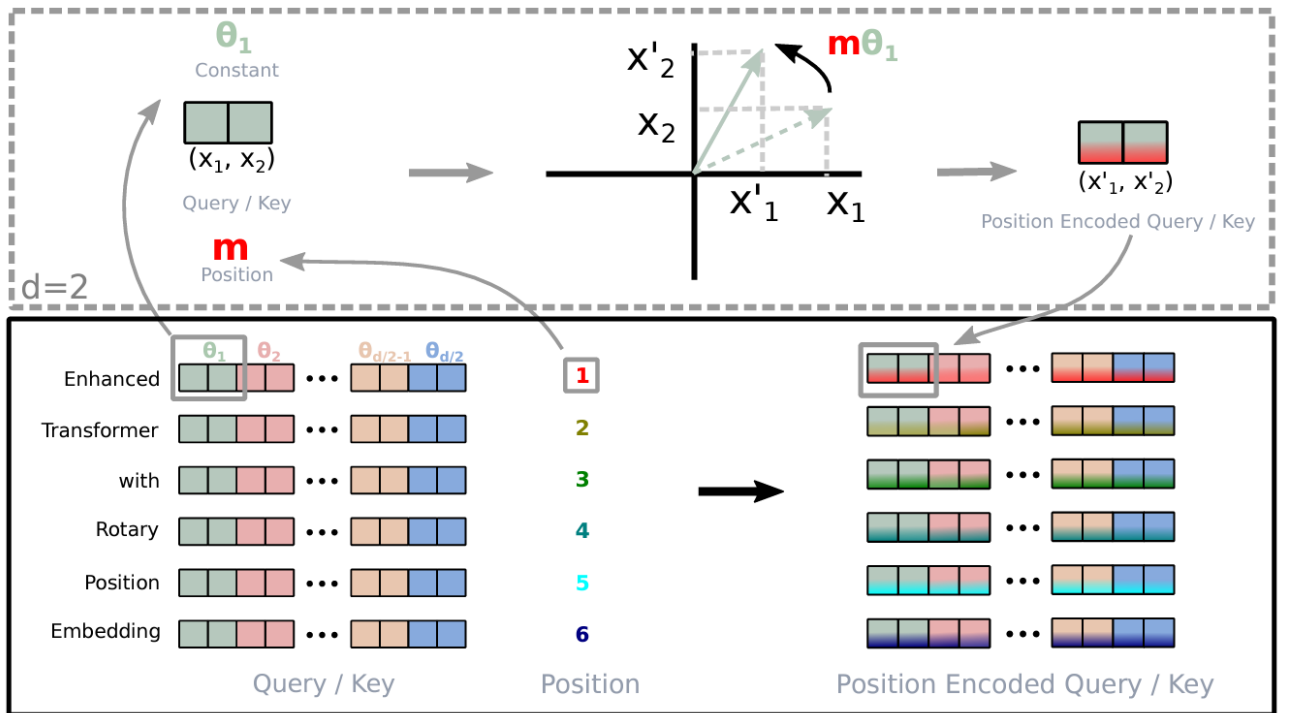 θ₁
Constant
(x₁, x₂)
Query / Key
m
Position
d=2
x'₂
x₂
x'₁
x₁
mθ₁
(x'₁, x'₂)
Position Encoded Query / Key
θ₁ θ₂ θd/2-1 θd/2
Enhanced ••• 1 •••
Transformer ••• 2 •••
with ••• 3 •••
Rotary ••• 4 •••
Position ••• 5 •••
Embedding ••• 6 •••
Query / Key Position Position Encoded Query / Key